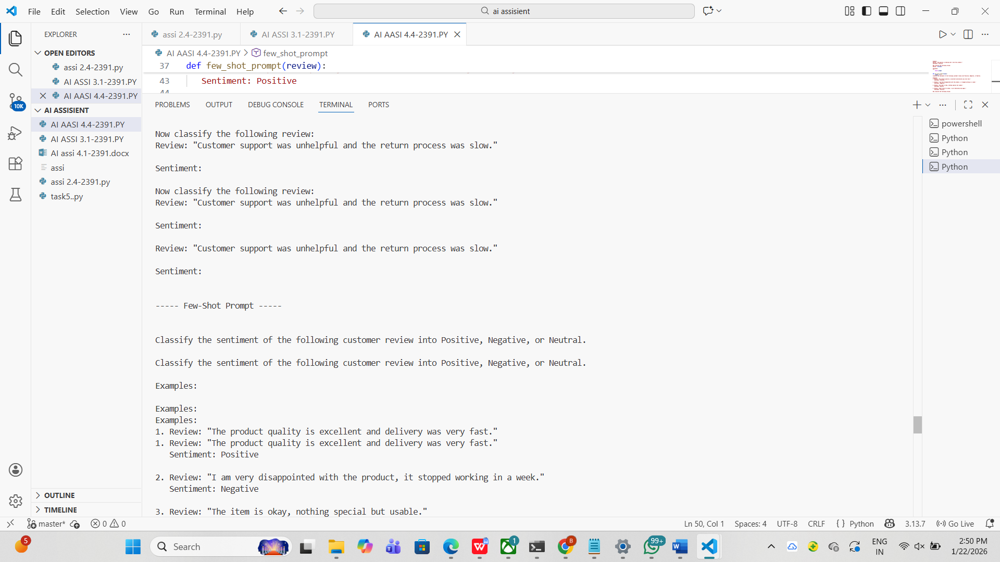 File Edit Selection View Go Run Terminal Help
ai assisient
EXPLORER
OPEN EDITORS
assi 2.4-2391.py
AI ASSI 3.1-2391.PY
AI AASI 4.4-2391.PY
AI ASSISIENT
AI AASI 4.4-2391.PY
AI ASSI 3.1-2391.PY
AI assi 4.1-2391.docx
assi
assi 2.4-2391.py
task5..py
OUTLINE
TIMELINE
10K
assi 2.4-2391.py
AI ASSI 3.1-2391.PY
AI AASI 4.4-2391.PY
AI AASI 4.4-2391.PY > few_shot_prompt
37 def few_shot_prompt(review):
43 Sentiment: Positive
44
PROBLEMS OUTPUT DEBUG CONSOLE TERMINAL PORTS
Now classify the following review:
Review: "Customer support was unhelpful and the return process was slow."
Sentiment:
Now classify the following review:
Review: "Customer support was unhelpful and the return process was slow."
Sentiment:
Review: "Customer support was unhelpful and the return process was slow."
Sentiment:
----- Few-Shot Prompt -----
Classify the sentiment of the following customer review into Positive, Negative, or Neutral.
Classify the sentiment of the following customer review into Positive, Negative, or Neutral.
Examples:
Examples:
Examples:
1. Review: "The product quality is excellent and delivery was very fast."
1. Review: "The product quality is excellent and delivery was very fast."
Sentiment: Positive
2. Review: "I am very disappointed with the product, it stopped working in a week."
Sentiment: Negative
3. Review: "The item is okay, nothing special but usable."
powershell
Python
Python
Python
master* 0 0
Ln 50, Col 1 Spaces: 4 UTF-8 CRLF { } Python 3.13.7 Go Live
5
Search
1
B
99+
ENG
IN
2:50 PM
1/22/2026